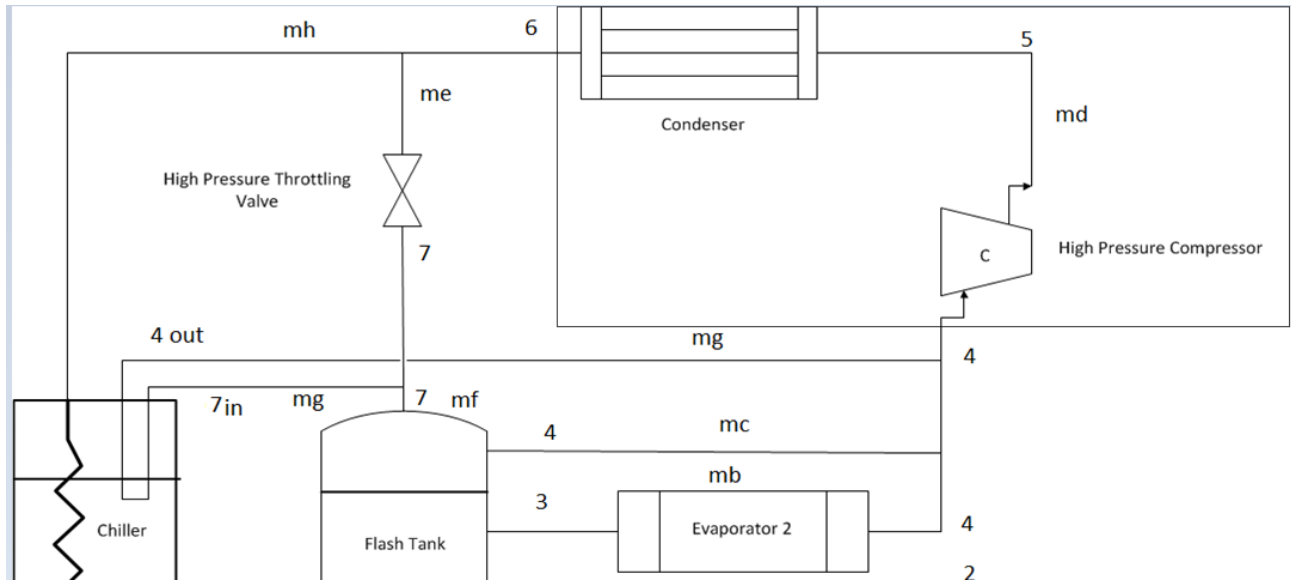 mh
6
5
me
Condenser
md
High Pressure Throttling
Valve
7
C
High Pressure Compressor
4 out
mg
4
7in
mg
7
mf
4
mc
mb
3
Chiller
Flash Tank
Evaporator 2
4
2